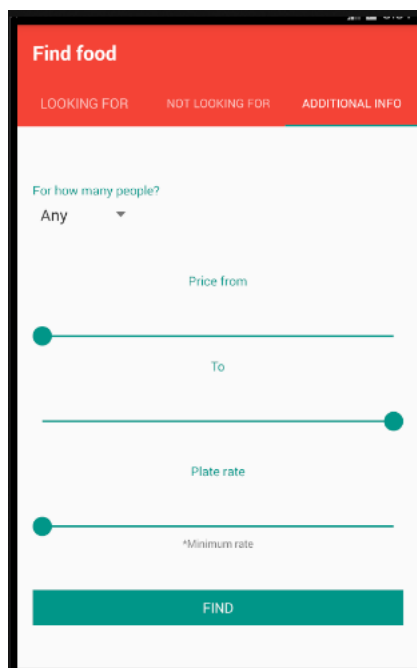 Find food
LOOKING FOR NOT LOOKING FOR ADDITIONAL INFO
For how many people?
Any
Price from
To
Plate rate
*Minimum rate
FIND